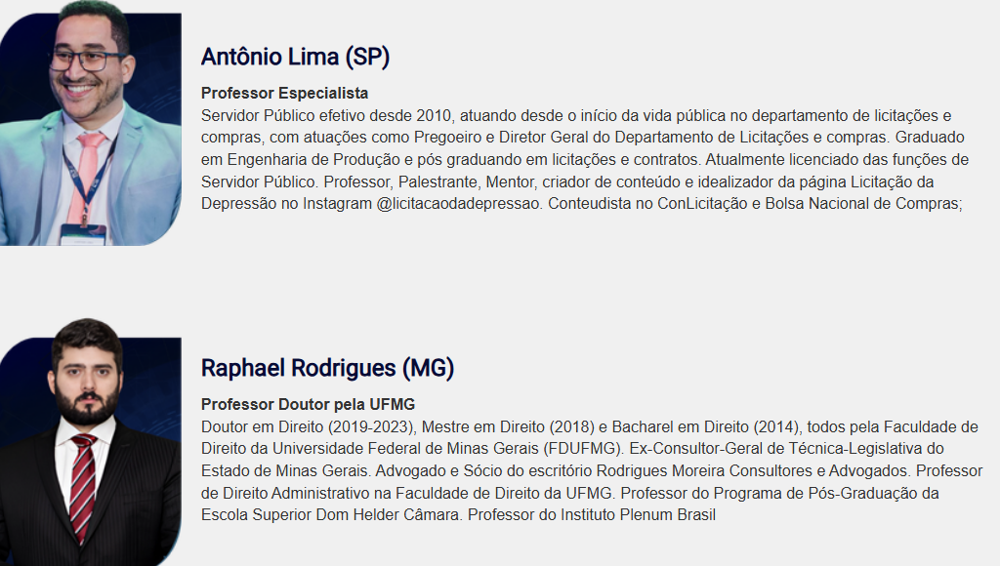 Antônio Lima (SP)
Professor Especialista
Servidor Público efetivo desde 2010, atuando desde o início da vida pública no departamento de licitações e
compras, com atuações como Pregoeiro e Diretor Geral do Departamento de Licitações e compras. Graduado
em Engenharia de Produção e pós graduando em licitações e contratos. Atualmente licenciado das funções de
Servidor Público. Professor, Palestrante, Mentor, criador de conteúdo e idealizador da página Licitação da
Depressão no Instagram @licitacaodadepressao. Conteudista no ConLicitação e Bolsa Nacional de Compras;
Raphael Rodrigues (MG)
Professor Doutor pela UFMG
Doutor em Direito (2019-2023), Mestre em Direito (2018) e Bacharel em Direito (2014), todos pela Faculdade de
Direito da Universidade Federal de Minas Gerais (FDUFMG). Ex-Consultor-Geral de Técnica-Legislativa do
Estado de Minas Gerais. Advogado e Sócio do escritório Rodrigues Moreira Consultores e Advogados. Professor
de Direito Administrativo na Faculdade de Direito da UFMG. Professor do Programa de Pós-Graduação da
Escola Superior Dom Helder Câmara. Professor do Instituto Plenum Brasil